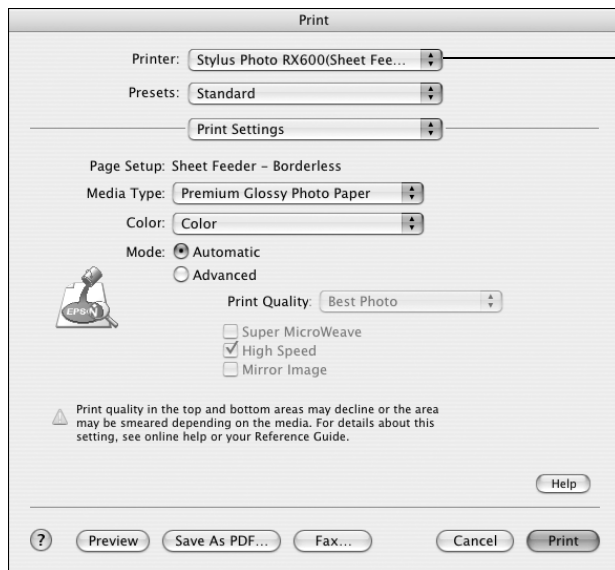 Print
Printer: Stylus Photo RX600(Sheet Fee...
Presets: Standard
Print Settings
Page Setup: Sheet Feeder – Borderless
Media Type: Premium Glossy Photo Paper
Color: Color
Mode: Automatic
Advanced
Print Quality: Best Photo
EPSON
Super MicroWeave
High Speed
Mirror Image
Print quality in the top and bottom areas may decline or the area
may be smeared depending on the media. For details about this
setting, see online help or your Reference Guide.
Help
? Preview Save As PDF... Fax... Cancel Print